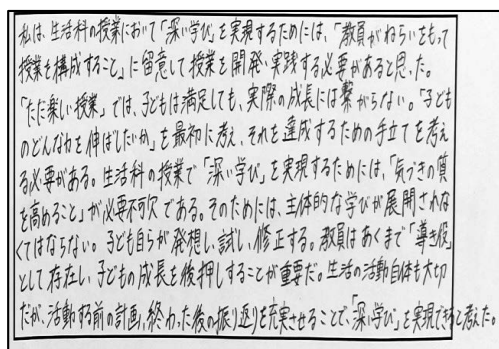 私は、生活科の授業において「深い学び」を実現するためには、「教員がねらいをもって
授業を構成すること」に留意して授業を開発、実践する必要があると思った。
「ただ楽しい授業」では、子どもは満足しても、実際の成長には繋がらない。「子ども
のどんな力を伸ばしたいか」を最初に考え、それを達成するための手立てを考え
る必要がある。生活科の授業で「深い学び」を実現するためには、「気づきの質
を高めること」が必要不可欠である。そのためには、主体的な学びが展開されな
くてはならない。子ども自らが発想し、試し、修正する。教員はあくまで「導き役」
として存在し、子どもの成長を後押しすることが重要だ。生活の活動自体も大切
だが、活動する前の計画、終わった後の振り返りを充実させることで、「深い学び」を実現できると考えた。